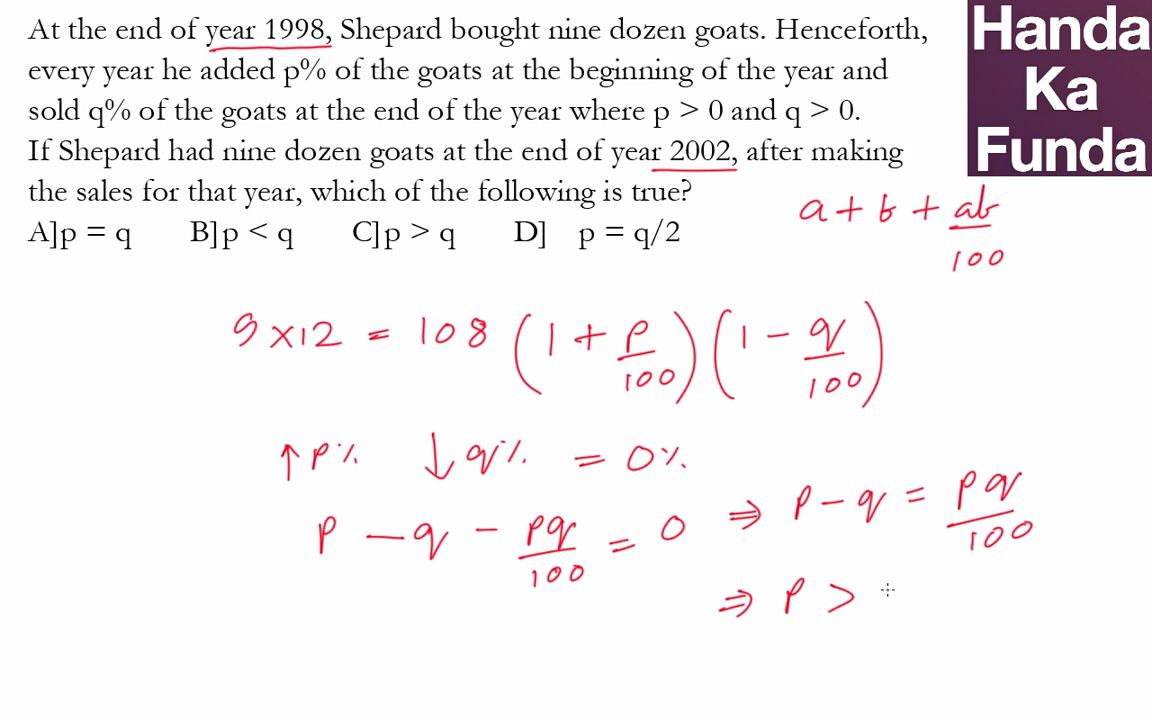 At the end of year 1998, Shepard bought nine dozen goats. Henceforth,
every year he added p% of the goats at the beginning of the year and
sold q% of the goats at the end of the year where p > 0 and q > 0.
If Shepard had nine dozen goats at the end of year 2002, after making
the sales for that year, which of the following is true?
A]p = q B]p < q C]p > q D] p = q/2
Handa
Ka
Funda
a + b + ab/100
9 x 12 = 108 (1 + p/100) (1 - q/100)
↑ p% ↓ q% = 0%
p - q - pq/100 = 0 ⇒ p - q = pq/100
⇒ p >